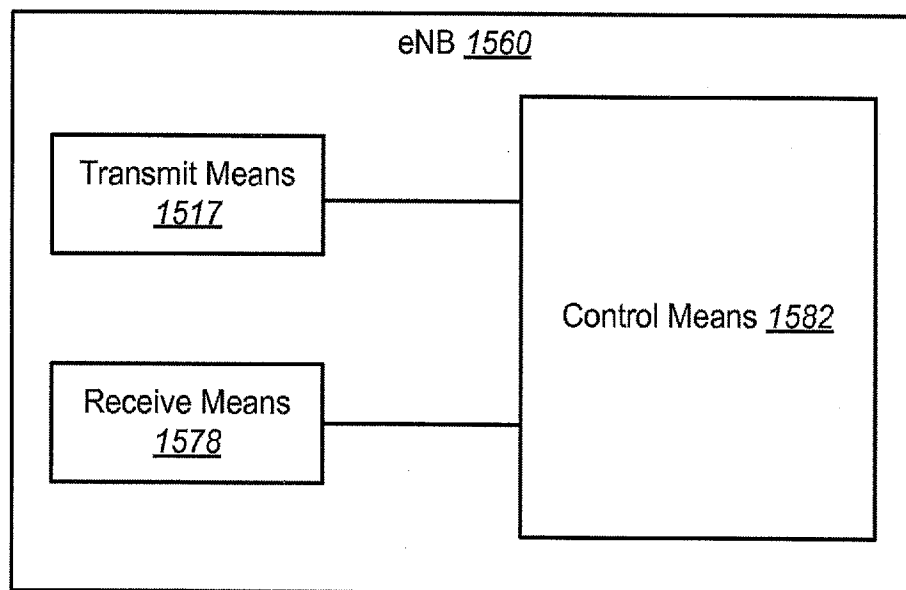 eNB 1560
Transmit Means
1517
Receive Means
1578
Control Means 1582